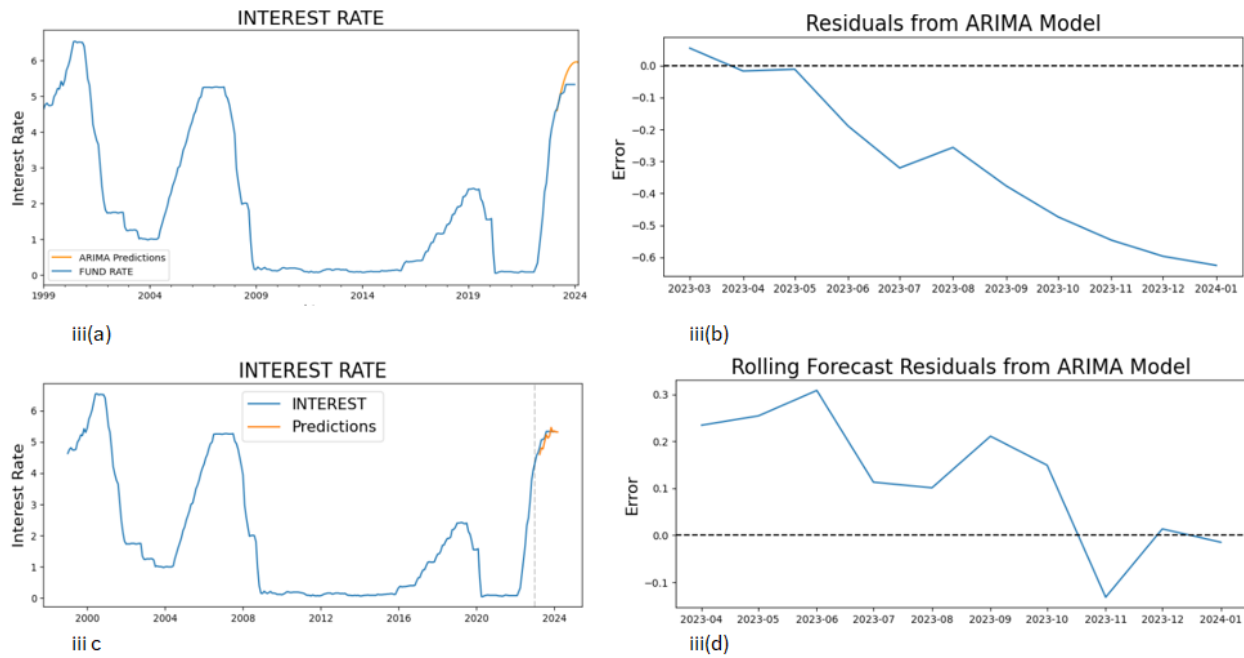 INTEREST RATE
Interest Rate
6
5
4
3
2
1
0
ARIMA Predictions
FUND RATE
1999 2004 2009 2014 2019 2024
iii(a)
Residuals from ARIMA Model
Error
0.0
−0.1
−0.2
−0.3
−0.4
−0.5
−0.6
2023-03 2023-04 2023-05 2023-06 2023-07 2023-08 2023-09 2023-10 2023-11 2023-12 2024-01
iii(b)
INTEREST RATE
Interest Rate
6
5
4
3
2
1
0
INTEREST
Predictions
2000 2004 2008 2012 2016 2020 2024
iii c
Rolling Forecast Residuals from ARIMA Model
Error
0.3
0.2
0.1
0.0
−0.1
2023-04 2023-05 2023-06 2023-07 2023-08 2023-09 2023-10 2023-11 2023-12 2024-01
iii(d)